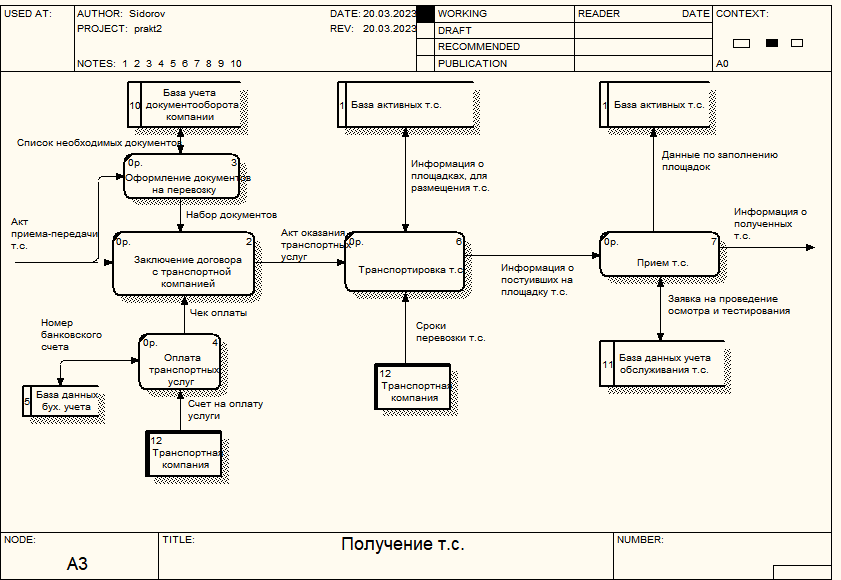 USED AT:
AUTHOR: Sidorov
DATE: 20.03.2023
PROJECT: prakt2
REV: 20.03.2023
NOTES: 1 2 3 4 5 6 7 8 9 10
WORKING
DRAFT
RECOMMENDED
PUBLICATION
READER
DATE
CONTEXT:
A0
10
База учета
документооборота
компании
1
База активных т.с.
1
База активных т.с.
Список необходимых документов
0р.
3
Оформление документов
на перевозку
Информация о
площадках, для
размещения т.с.
Данные по заполнению
площадок
Набор документов
Акт
приема-передачи
т.с.
0р.
2
Заключение договора
с транспортной
компанией
Акт оказания
транспортных
услуг
0р.
6
Транспортировка т.с.
Информация о
постуивших на
площадку т.с.
0р.
7
Прием т.с.
Информация о
полученных
т.с.
Чек оплаты
Сроки
перевозки т.с.
Заявка на проведение
осмотра и тестирования
Номер
банковского
счета
0р.
4
Оплата
транспортных
услуг
11
База данных учета
обслуживания т.с.
12
Транспортная
компания
5
База данных
бух. учета
Счет на оплату
услуги
12
Транспортная
компания
NODE:
A3
TITLE:
Получение т.с.
NUMBER: